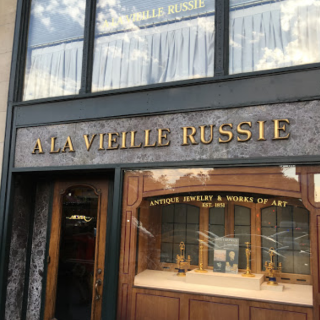 A LA VIEILLE RUSSIE
A LA VIEILLE RUSSIE
ANTIQUE JEWELRY & WORKS OF ART
EST. 1851